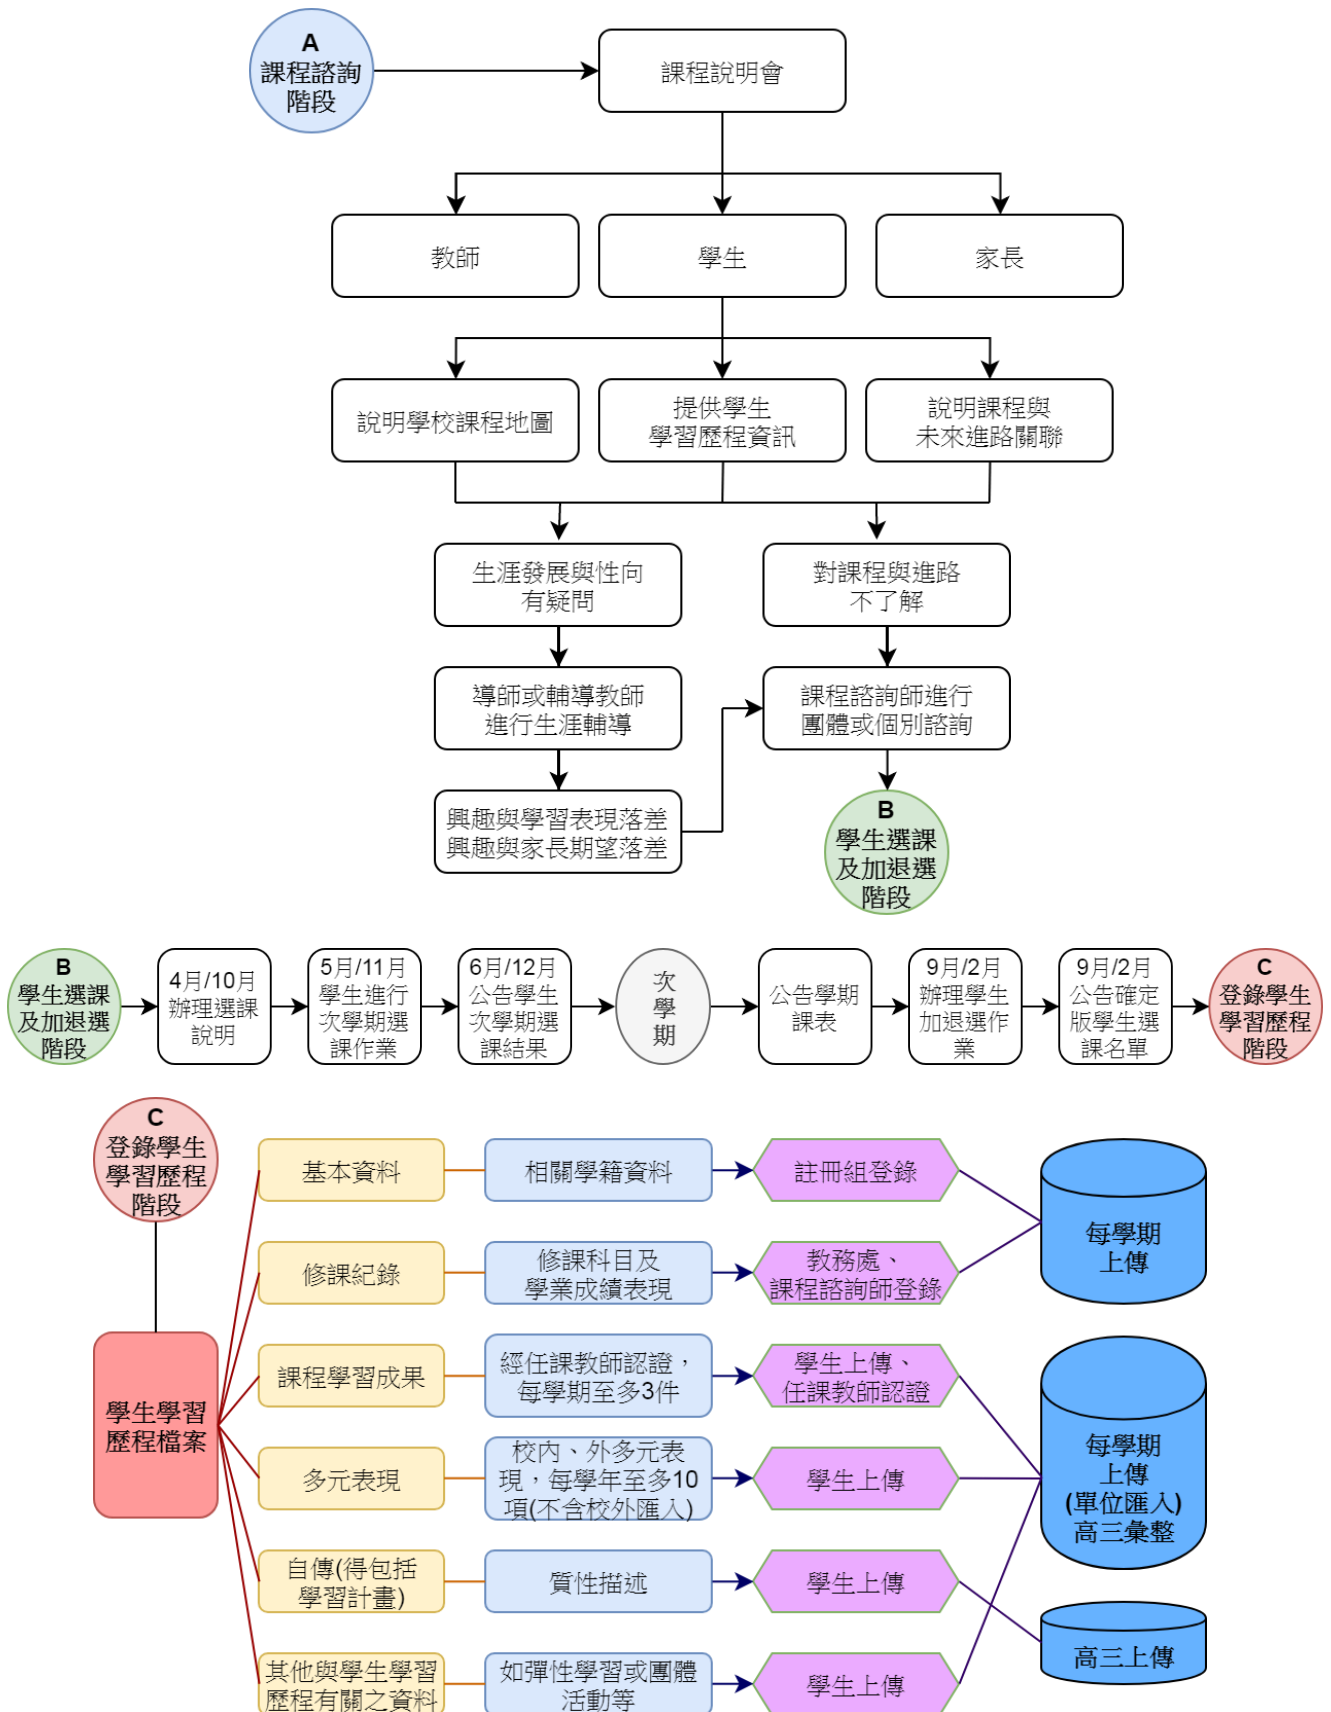 A
課程諮詢
階段
課程說明會
教師
學生
家長
說明學校課程地圖
提供學生
學習歷程資訊
說明課程與
未來進路關聯
生涯發展與性向
有疑問
對課程與進路
不了解
導師或輔導教師
進行生涯輔導
課程諮詢師進行
團體或個別諮詢
興趣與學習表現落差
興趣與家長期望落差
B
學生選課
及加退選
階段
B
學生選課
及加退選
階段
4月/10月
辦理選課
說明
5月/11月
學生進行
次學期選
課作業
6月/12月
公告學生
次學期選
課結果
次
學
期
公告學期
課表
9月/2月
辦理學生
加退選作
業
9月/2月
公告確定
版學生選
課名單
C
登錄學生
學習歷程
階段
C
登錄學生
學習歷程
階段
學生學習
歷程檔案
基本資料
相關學籍資料
註冊組登錄
修課紀錄
修課科目及
學業成績表現
教務處、
課程諮詢師登錄
每學期
上傳
課程學習成果
經任課教師認證，
每學期至多3件
學生上傳、
任課教師認證
多元表現
校內、外多元表
現，每學年至多10
項(不含校外匯入)
學生上傳
每學期
上傳
(單位匯入)
高三彙整
自傳(得包括
學習計畫)
質性描述
學生上傳
高三上傳
其他與學生學習
歷程有關之資料
如彈性學習或團體
活動等
學生上傳